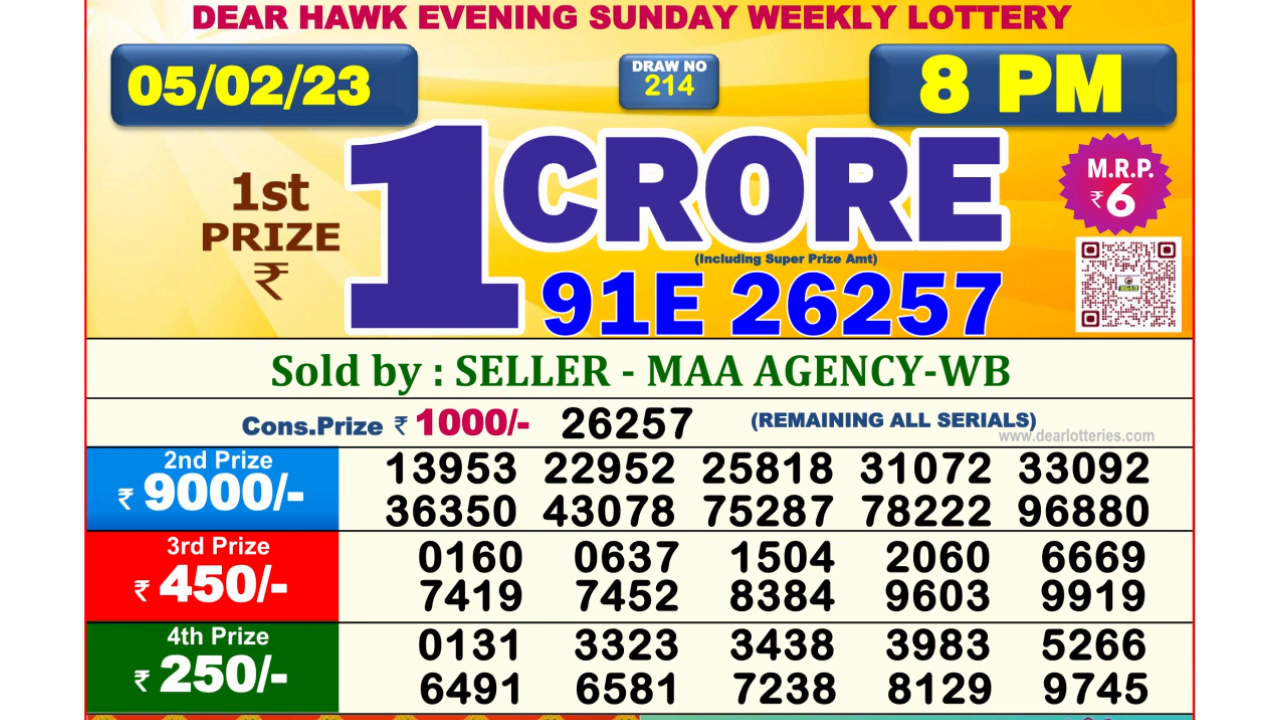 DEAR HAWK EVENING SUNDAY WEEKLY LOTTERY
05/02/23
DRAW NO
214
8 PM
1st
PRIZE
₹
1 CRORE
(Including Super Prize Amt)
91E 26257
M.R.P.
₹ 6
Sold by : SELLER - MAA AGENCY-WB
Cons.Prize ₹ 1000/- 26257 (REMAINING ALL SERIALS)
www.dearlotteries.com
2nd Prize
₹ 9000/-
13953 22952 25818 31072 33092
36350 43078 75287 78222 96880
3rd Prize
₹ 450/-
0160 0637 1504 2060 6669
7419 7452 8384 9603 9919
4th Prize
₹ 250/-
0131 3323 3438 3983 5266
6491 6581 7238 8129 9745